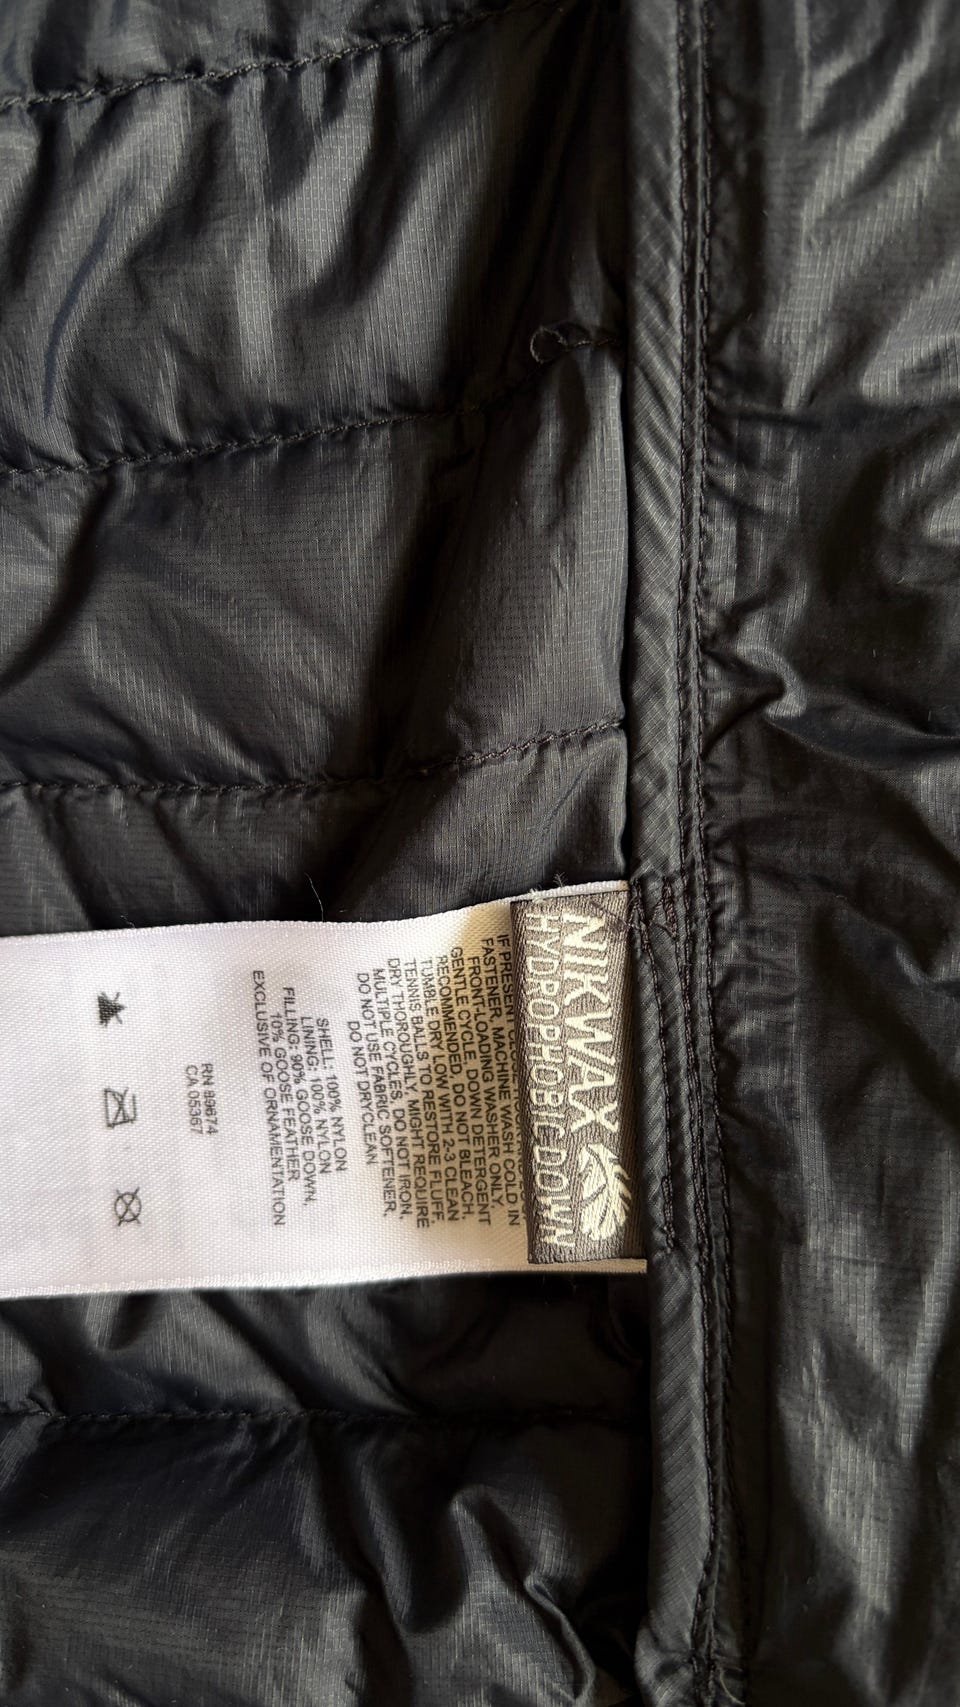 NIKWAX
HYDROPHOBIC DOWN
IF PRESENT
FASTENER, MACHINE WASH COLD IN
FRONT-LOADING WASHER ONLY,
GENTLE CYCLE. DOWN DETERGENT
RECOMMENDED, DO NOT BLEACH,
TUMBLE DRY LOW WITH 2-3 CLEAN
TENNIS BALLS TO RESTORE FLUFF.
DRY THOROUGHLY, MIGHT REQUIRE
MULTIPLE CYCLES, DO NOT IRON,
DO NOT USE FABRIC SOFTENER,
DO NOT DRYCLEAN
SHELL: 100% NYLON
LINING: 100% NYLON
FILLING: 90% GOOSE DOWN,
10% GOOSE FEATHER
EXCLUSIVE OF ORNAMENTATION
RN 89674
CA 05367